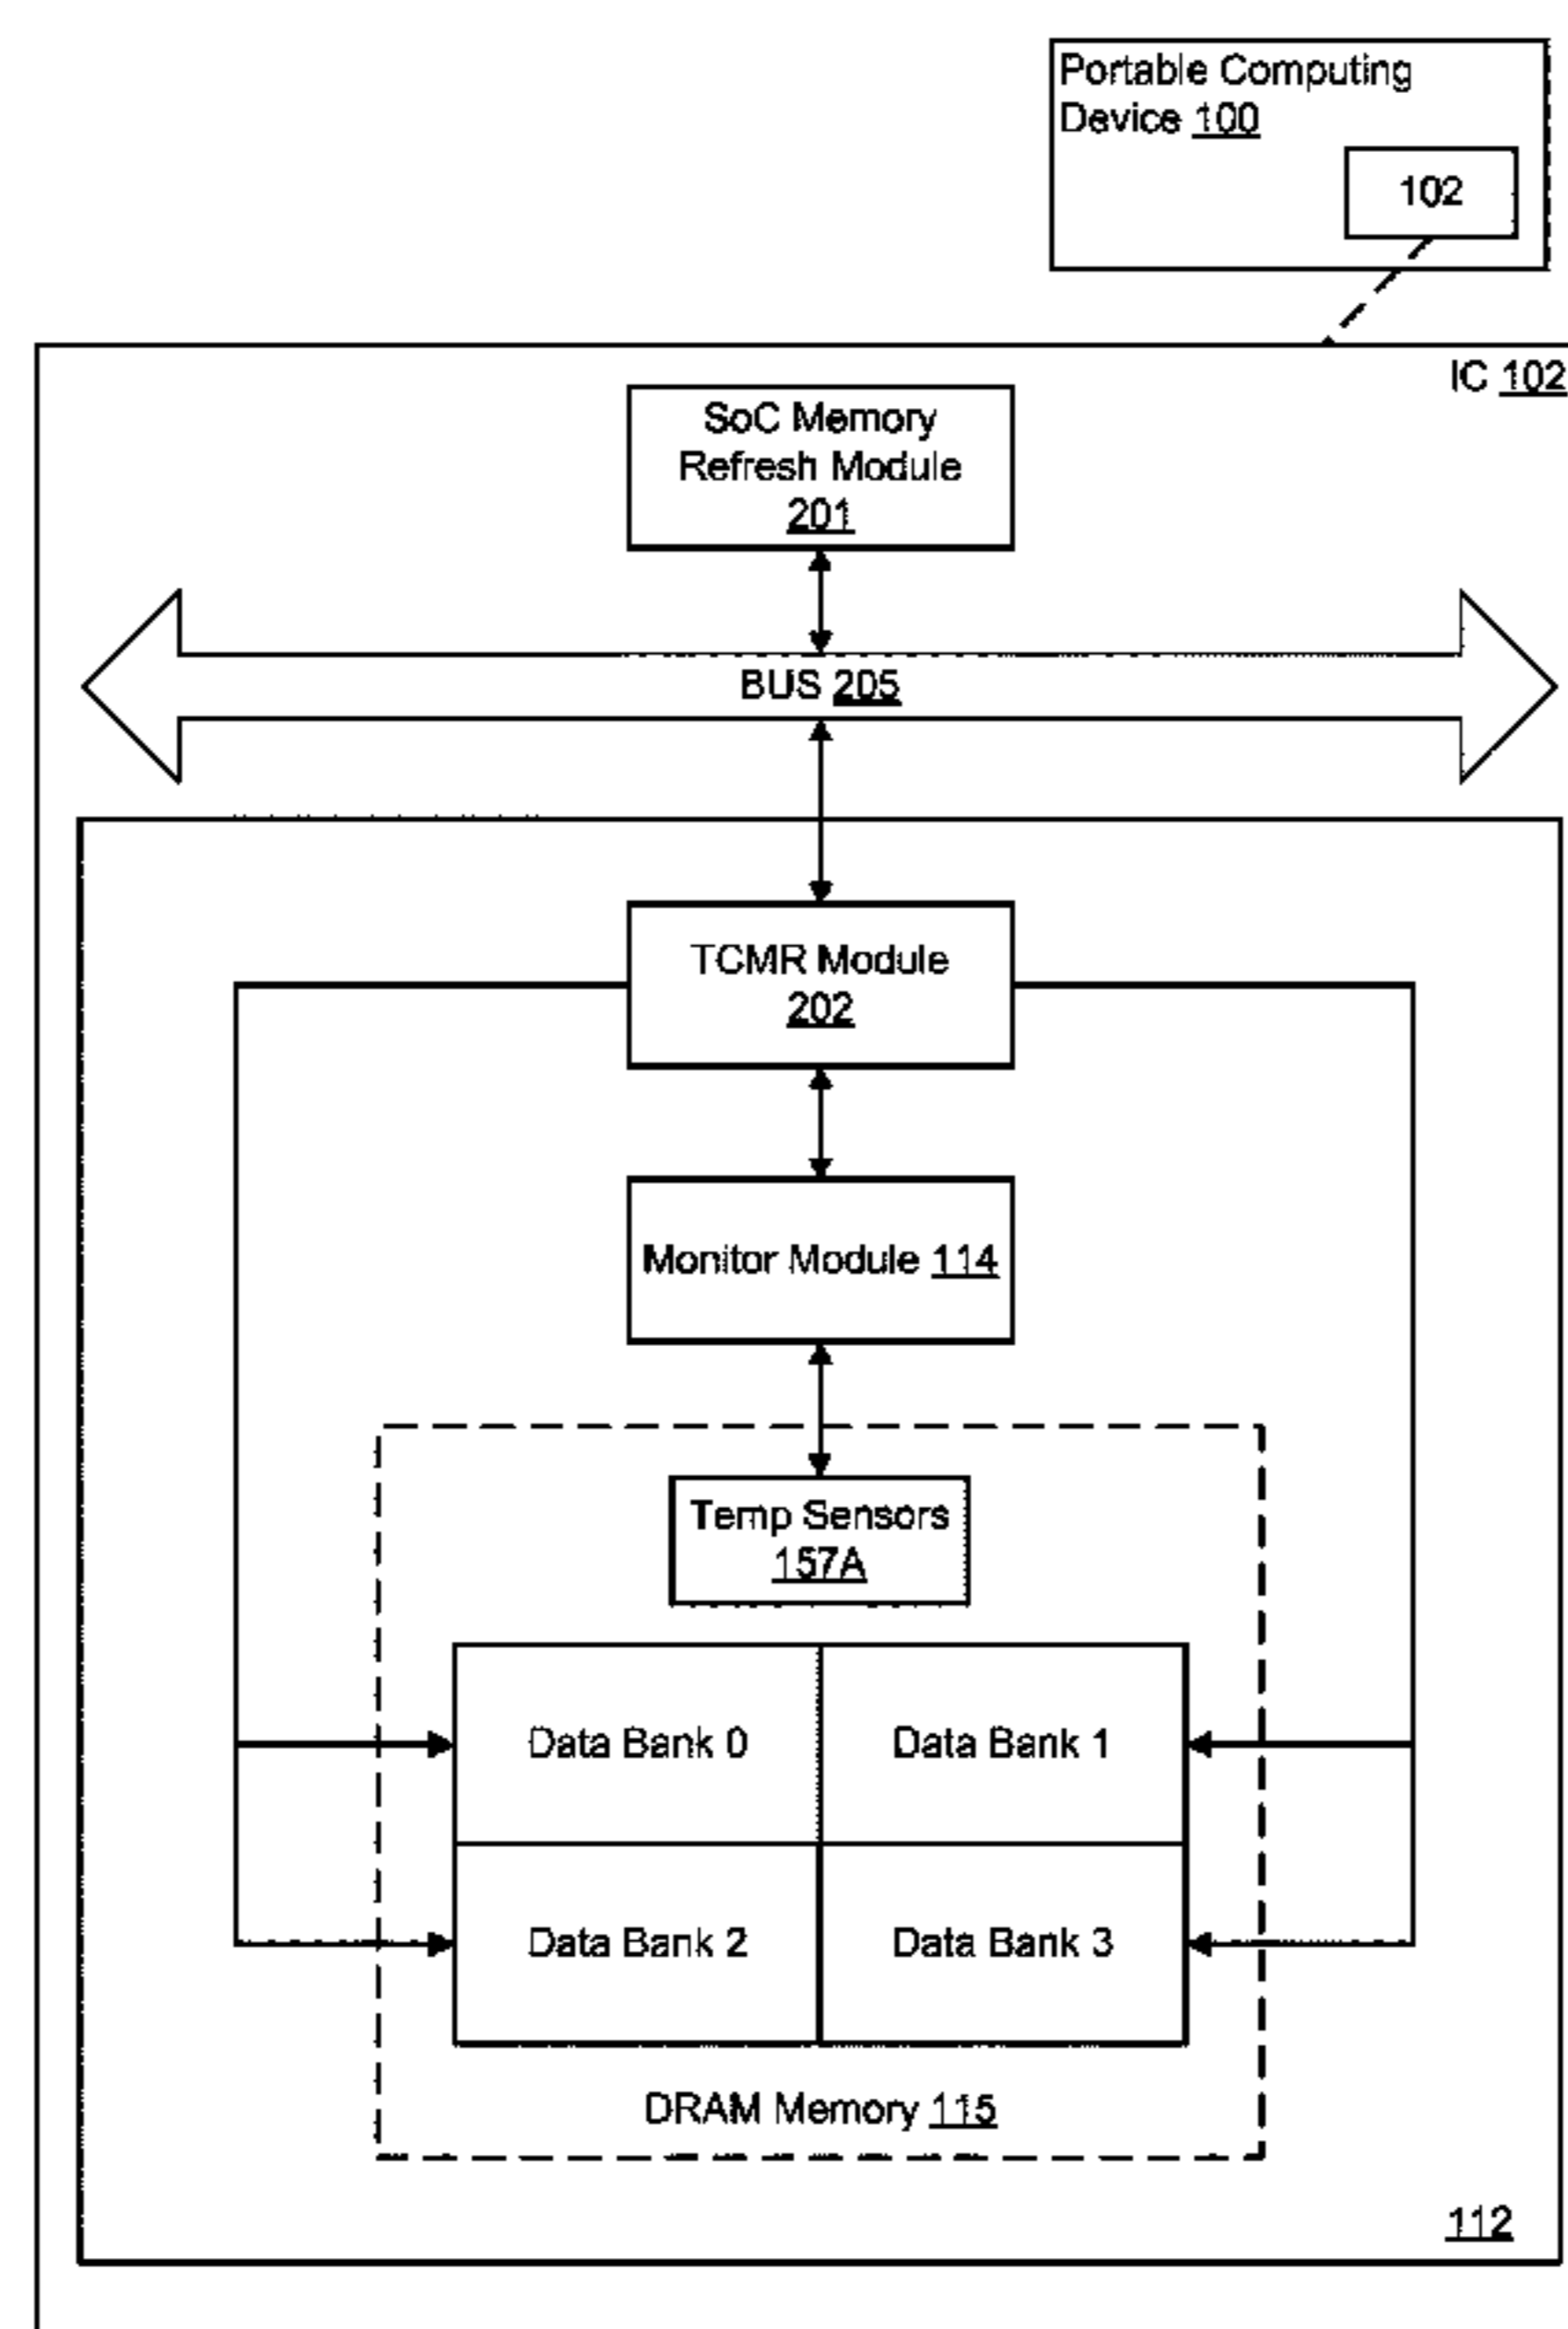 Portable Computing
Device 100
102
IC 102
SoC Memory
Refresh Module
201
BUS 205
TCMR Module
202
Monitor Module 114
Temp Sensors
157A
Data Bank 0
Data Bank 1
Data Bank 2
Data Bank 3
DRAM Memory 115
112